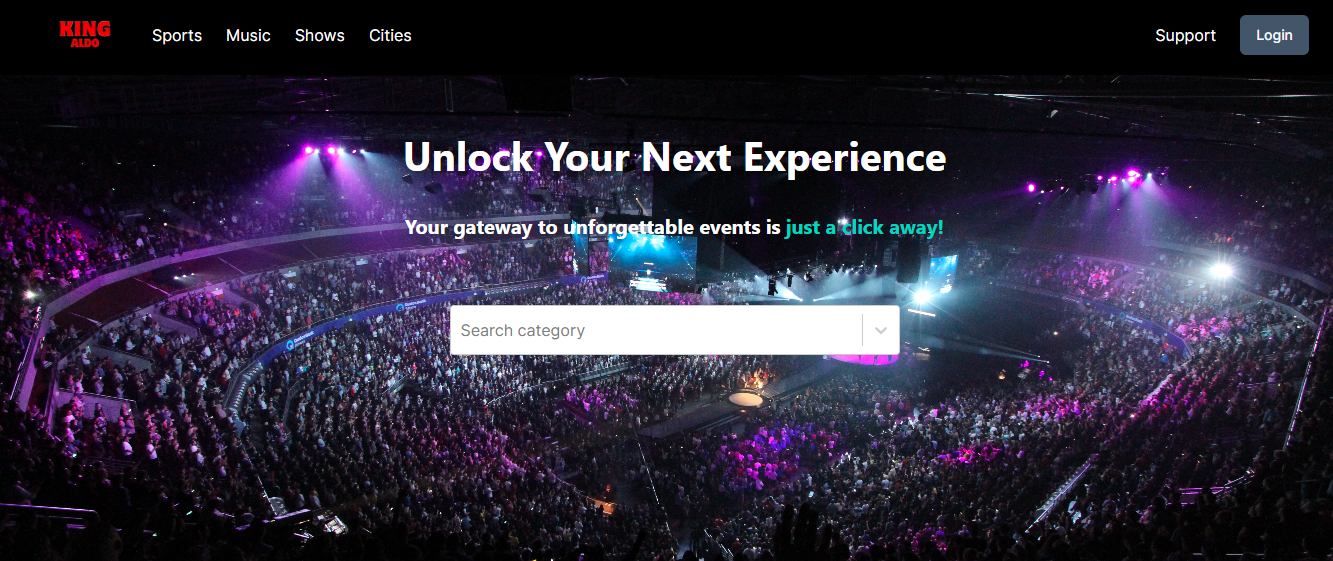 KING
ALDO
Sports
Music
Shows
Cities
Support
Login
Unlock Your Next Experience
Your gateway to unforgettable events is just a click away!
Search category